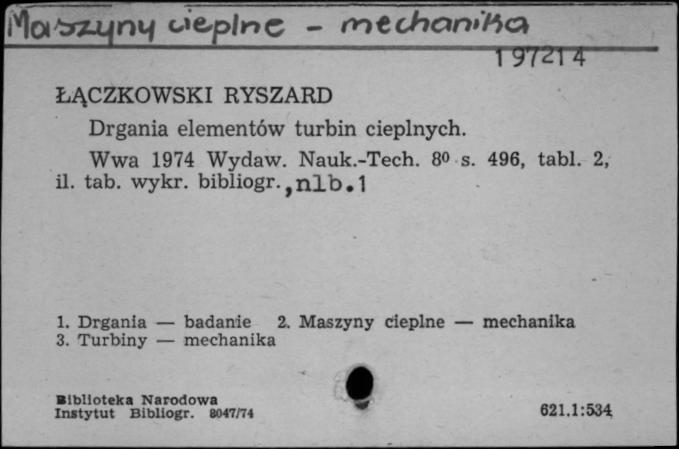 Maszyny cieplne - mechanika
197214
ŁĄCZKOWSKI RYSZARD
Drgania elementów turbin cieplnych.
Wwa 1974 Wydaw. Nauk.-Tech. 8⁰ s. 496, tabl. 2,
il. tab. wykr. bibliogr., nlb.1
1. Drgania — badanie 2. Maszyny cieplne — mechanika
3. Turbiny — mechanika
Biblioteka Narodowa
Instytut Bibliogr. 8047/74
621.1:534